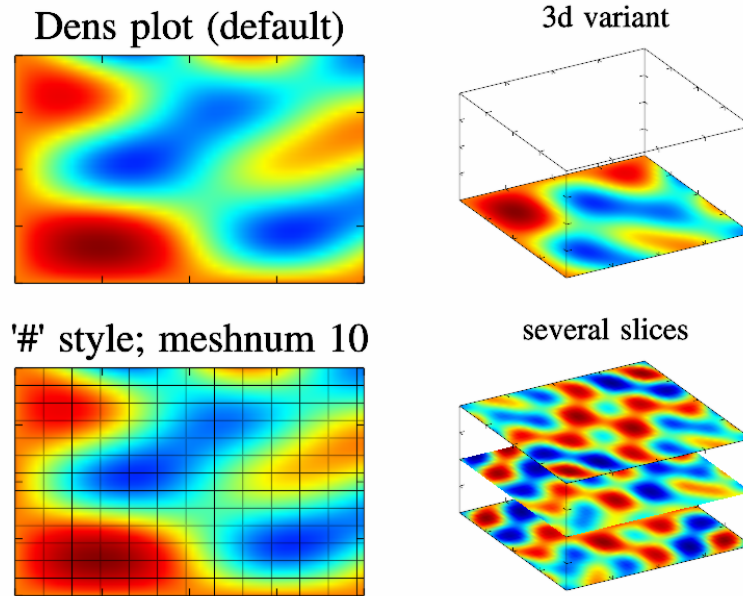 Dens plot (default)
3d variant
'#' style; meshnum 10
several slices